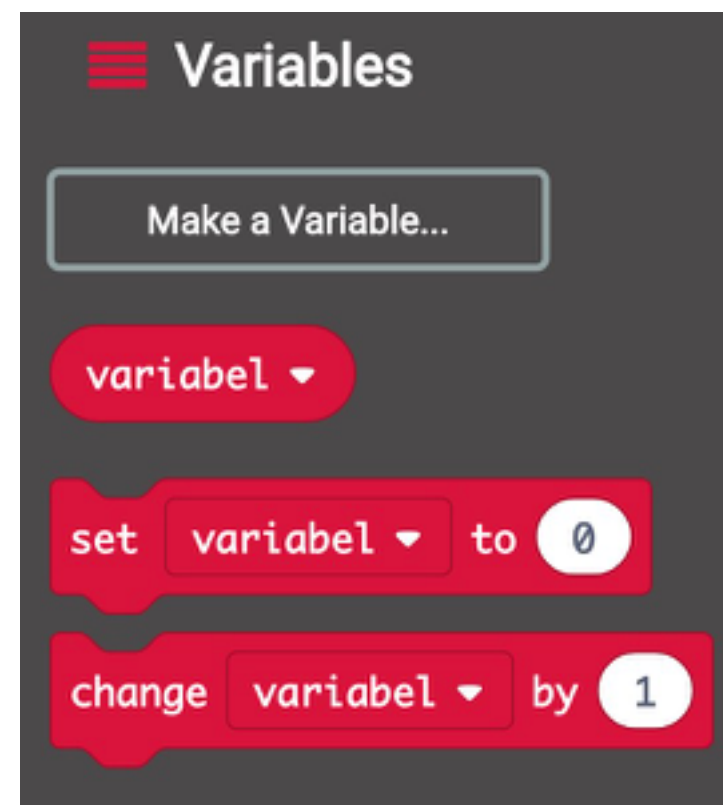 Variables
Make a Variable...
variabel
set variabel to 0
change variabel by 1